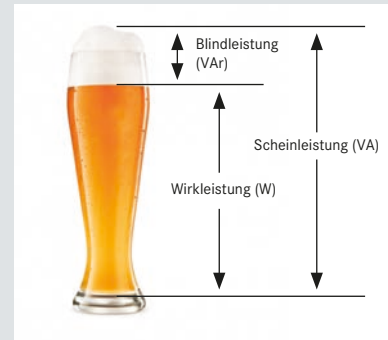 Blindleistung
(VAr)
Scheinleistung (VA)
Wirkleistung (W)